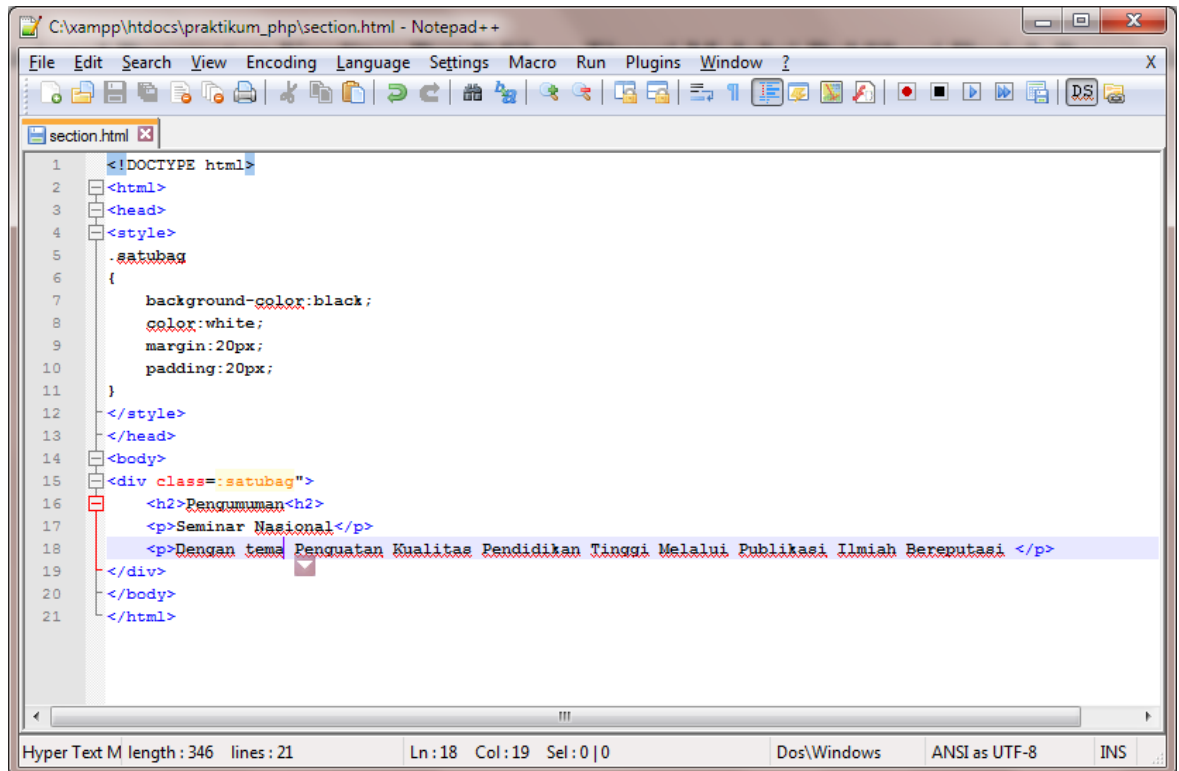 C:\xampp\htdocs\praktikum_php\section.html - Notepad++
File Edit Search View Encoding Language Settings Macro Run Plugins Window ? X
section.html
1 <!DOCTYPE html>
2 <html>
3 <head>
4 <style>
5 .satubag
6 {
7 background-color:black;
8 color:white;
9 margin:20px;
10 padding:20px;
11 }
12 </style>
13 </head>
14 <body>
15 <div class=:satubag">
16 <h2>Pengumuman<h2>
17 <p>Seminar Nasional</p>
18 <p>Dengan tema Penguatan Kualitas Pendidikan Tinggi Melalui Publikasi Ilmiah Bereputasi </p>
19 </div>
20 </body>
21 </html>
Hyper Text M length : 346 lines : 21 Ln : 18 Col : 19 Sel : 0 | 0 Dos\Windows ANSI as UTF-8 INS